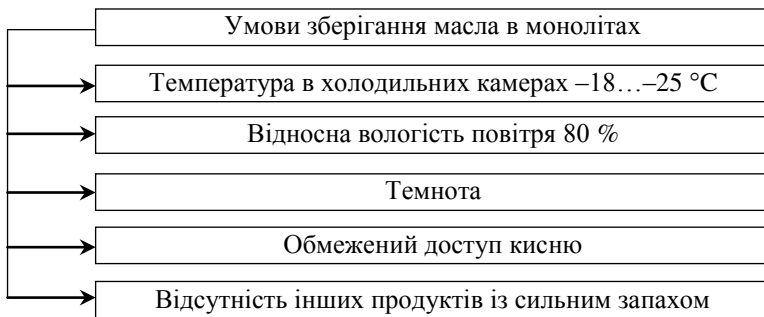 Умови зберігання масла в монолітах
Температура в холодильних камерах –18…–25 °С
Відносна вологість повітря 80 %
Темнота
Обмежений доступ кисню
Відсутність інших продуктів із сильним запахом